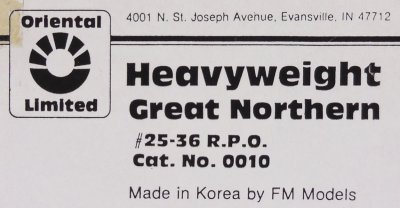 Oriental
Limited
4001 N. St. Joseph Avenue, Evansville, IN 47712
Heavyweight
Great Northern
#25-36 R.P.O.
Cat. No. 0010
Made in Korea by FM Models